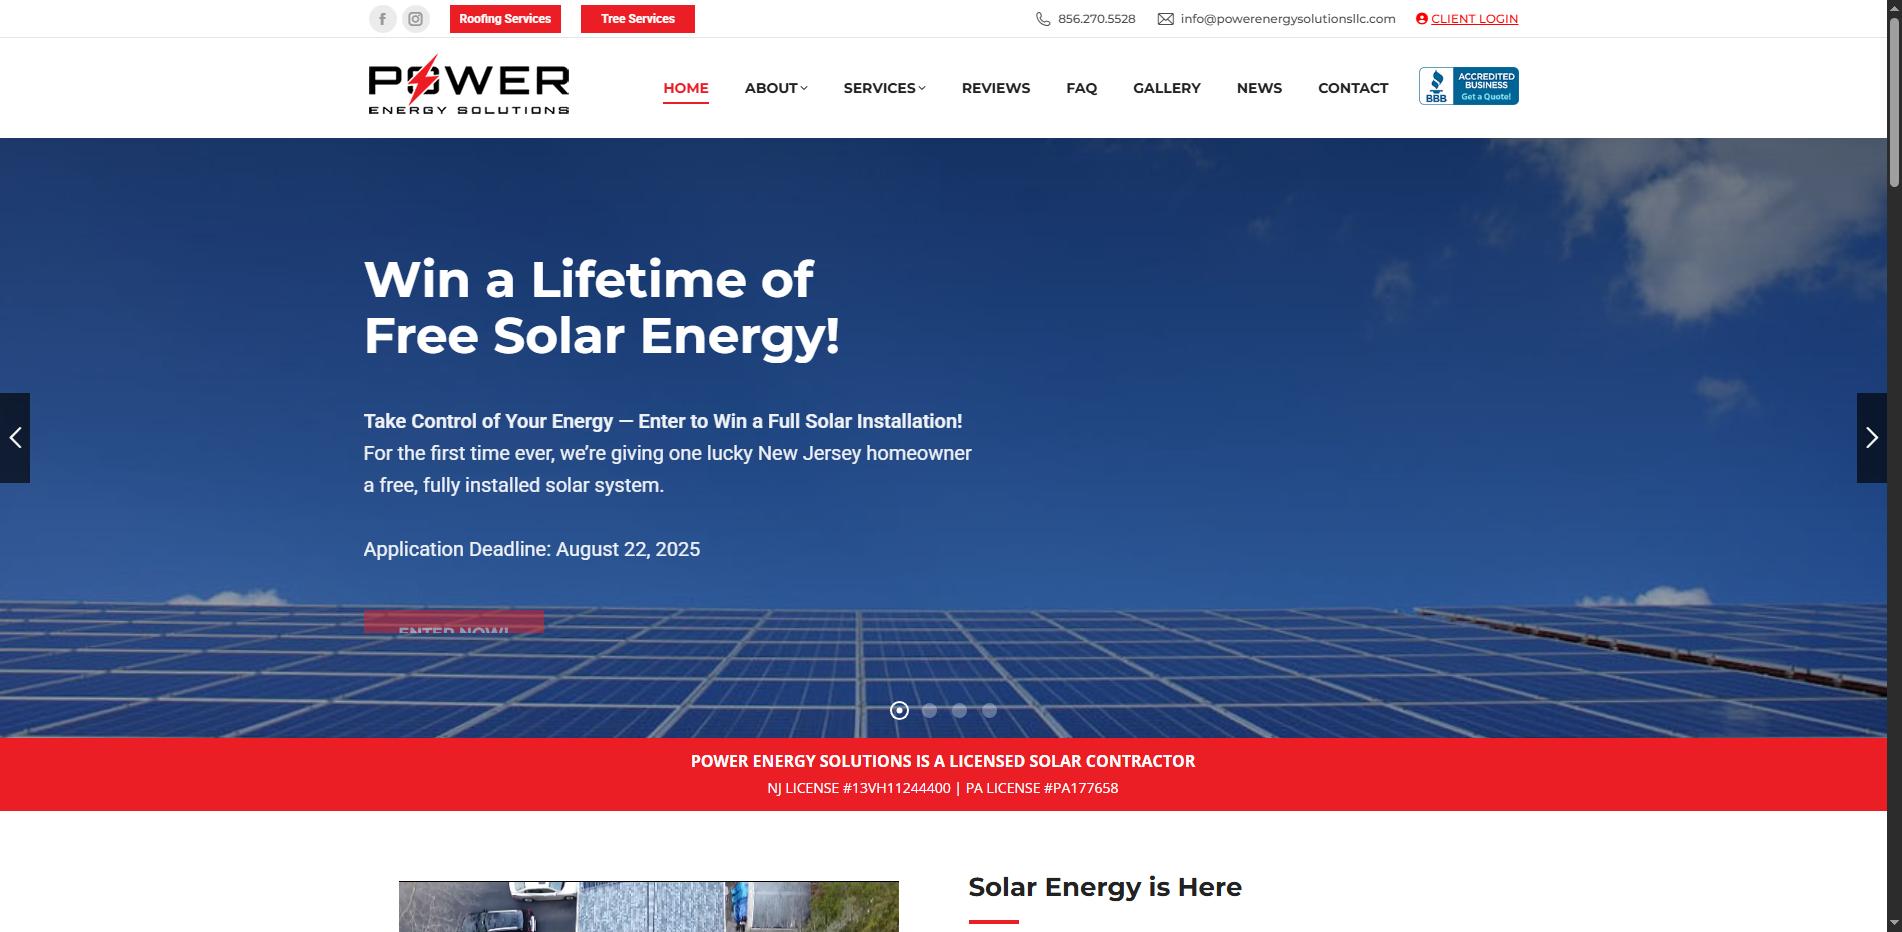 Roofing Services
Tree Services
856.270.5528
info@powerenergysolutionsllc.com
CLIENT LOGIN
POWER
ENERGY SOLUTIONS
HOME
ABOUT
SERVICES
REVIEWS
FAQ
GALLERY
NEWS
CONTACT
BBB
ACCREDITED
BUSINESS
Get a Quote!
Win a Lifetime of
Free Solar Energy!
Take Control of Your Energy — Enter to Win a Full Solar Installation!
For the first time ever, we’re giving one lucky New Jersey homeowner
a free, fully installed solar system.
Application Deadline: August 22, 2025
ENTER NOW!
POWER ENERGY SOLUTIONS IS A LICENSED SOLAR CONTRACTOR
NJ LICENSE #13VH11244400 | PA LICENSE #PA177658
Solar Energy is Here